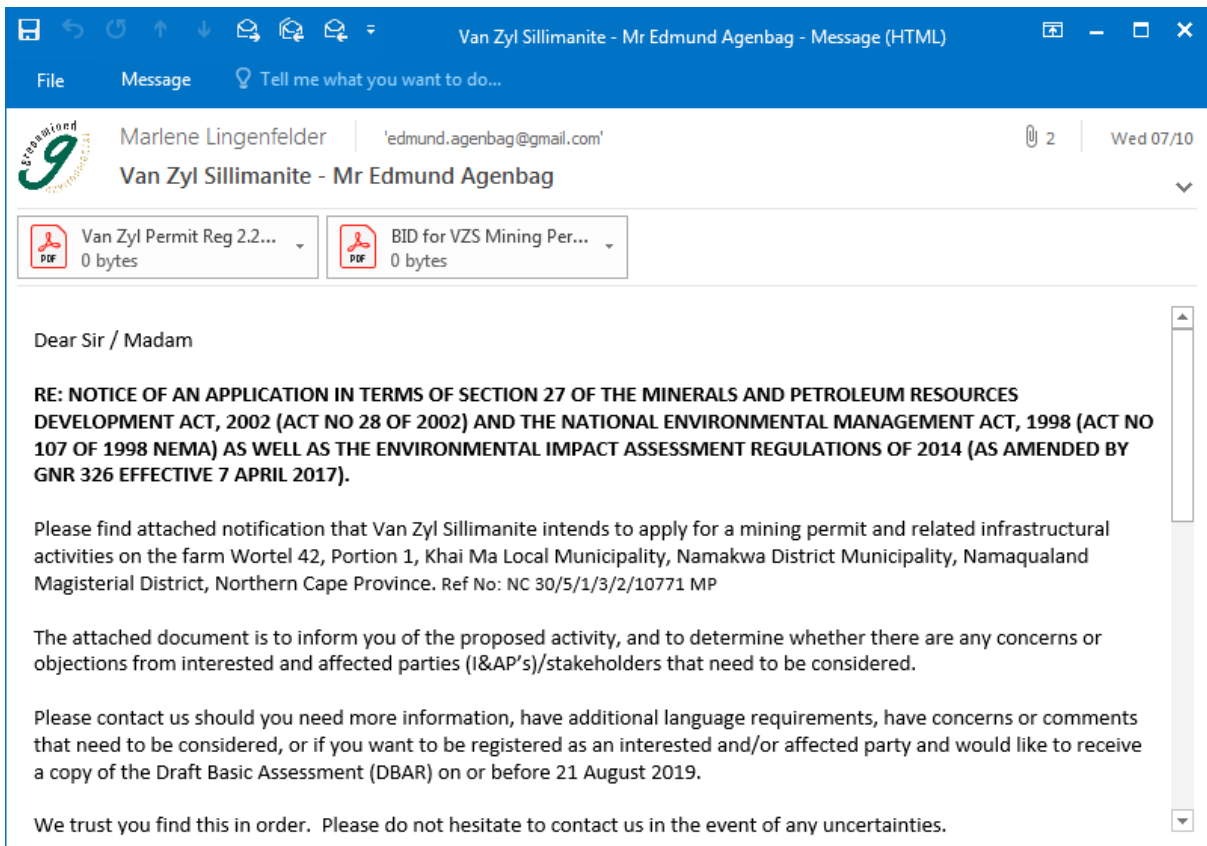 Van Zyl Sillimanite - Mr Edmund Agenbag - Message (HTML)
File Message Tell me what you want to do...
Marlene Lingenfelder 'edmund.agenbag@gmail.com' 2 Wed 07/10
Van Zyl Sillimanite - Mr Edmund Agenbag
Van Zyl Permit Reg 2.2... BID for VZS Mining Per...
PDF 0 bytes PDF 0 bytes
Dear Sir / Madam
RE: NOTICE OF AN APPLICATION IN TERMS OF SECTION 27 OF THE MINERALS AND PETROLEUM RESOURCES
DEVELOPMENT ACT, 2002 (ACT NO 28 OF 2002) AND THE NATIONAL ENVIRONMENTAL MANAGEMENT ACT, 1998 (ACT NO
107 OF 1998 NEMA) AS WELL AS THE ENVIRONMENTAL IMPACT ASSESSMENT REGULATIONS OF 2014 (AS AMENDED BY
GNR 326 EFFECTIVE 7 APRIL 2017).
Please find attached notification that Van Zyl Sillimanite intends to apply for a mining permit and related infrastructural
activities on the farm Wortel 42, Portion 1, Khai Ma Local Municipality, Namakwa District Municipality, Namaqualand
Magisterial District, Northern Cape Province. Ref No: NC 30/5/1/3/2/10771 MP
The attached document is to inform you of the proposed activity, and to determine whether there are any concerns or
objections from interested and affected parties (I&AP's)/stakeholders that need to be considered.
Please contact us should you need more information, have additional language requirements, have concerns or comments
that need to be considered, or if you want to be registered as an interested and/or affected party and would like to receive
a copy of the Draft Basic Assessment (DBAR) on or before 21 August 2019.
We trust you find this in order.  Please do not hesitate to contact us in the event of any uncertainties.